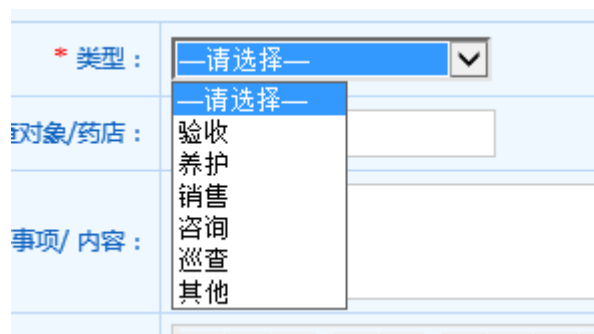 * 类型：
—请选择—
—请选择—
验收
养护
销售
咨询
巡查
其他
对象/药店：
事项/ 内容：